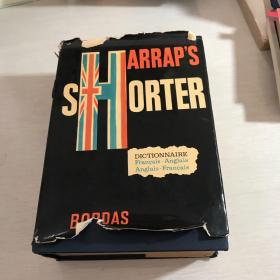 HARRAP'S
SHORTER
DICTIONNAIRE
Français-Anglais
Anglais-Français
BORDAS